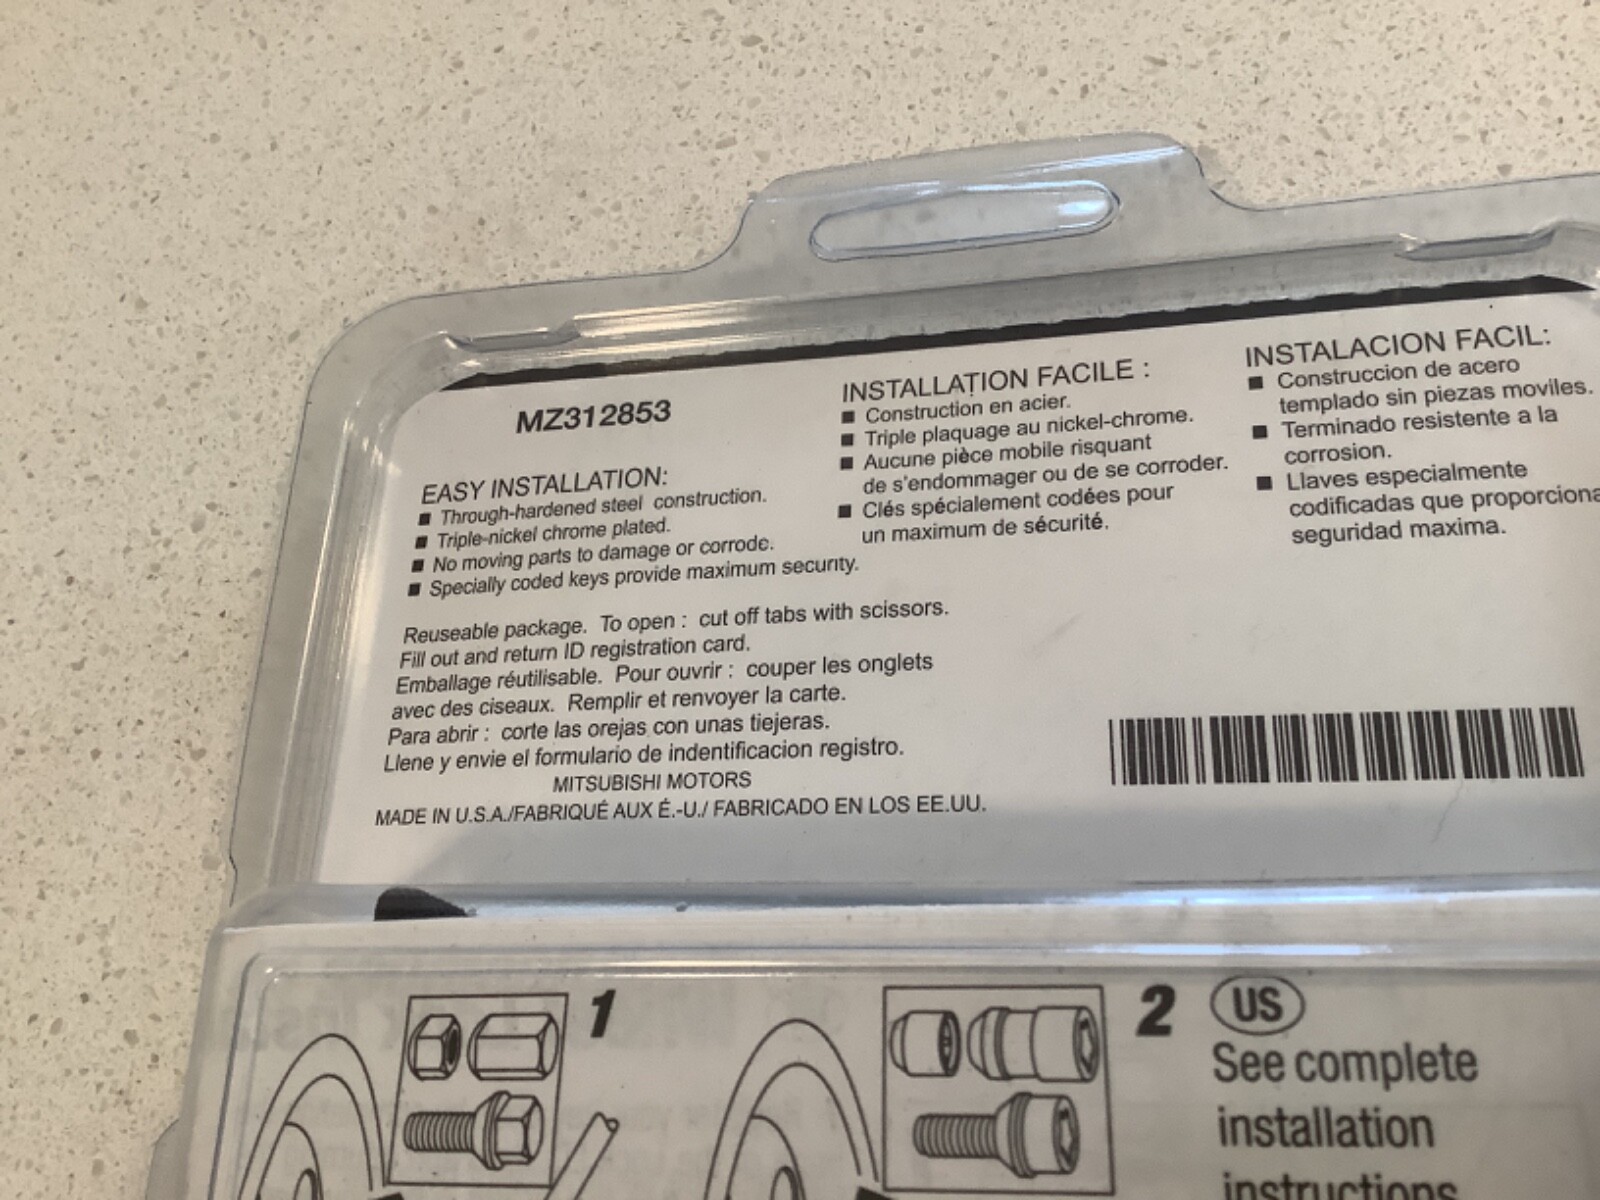 MZ312853
EASY INSTALLATION:
■ Through-hardened steel construction.
■ Triple-nickel chrome plated.
■ No moving parts to damage or corrode.
■ Specially coded keys provide maximum security.
INSTALLATION FACILE :
■ Construction en acier.
■ Triple plaquage au nickel-chrome.
■ Aucune pièce mobile risquant
de s'endommager ou de se corroder.
■ Clés spécialement codées pour
un maximum de sécurité.
INSTALACION FACIL:
■ Construccion de acero
templado sin piezas moviles.
■ Terminado resistente a la
corrosion.
■ Llaves especialmente
codificadas que proporciona
seguridad maxima.
Reuseable package. To open : cut off tabs with scissors.
Fill out and return ID registration card.
Emballage réutilisable. Pour ouvrir : couper les onglets
avec des ciseaux. Remplir et renvoyer la carte.
Para abrir : corte las orejas con unas tiejeras.
Llene y envie el formulario de indentificacion registro.
MITSUBISHI MOTORS
MADE IN U.S.A./FABRIQUÉ AUX É.-U./ FABRICADO EN LOS EE.UU.
1
2
US
See complete
installation
instructions